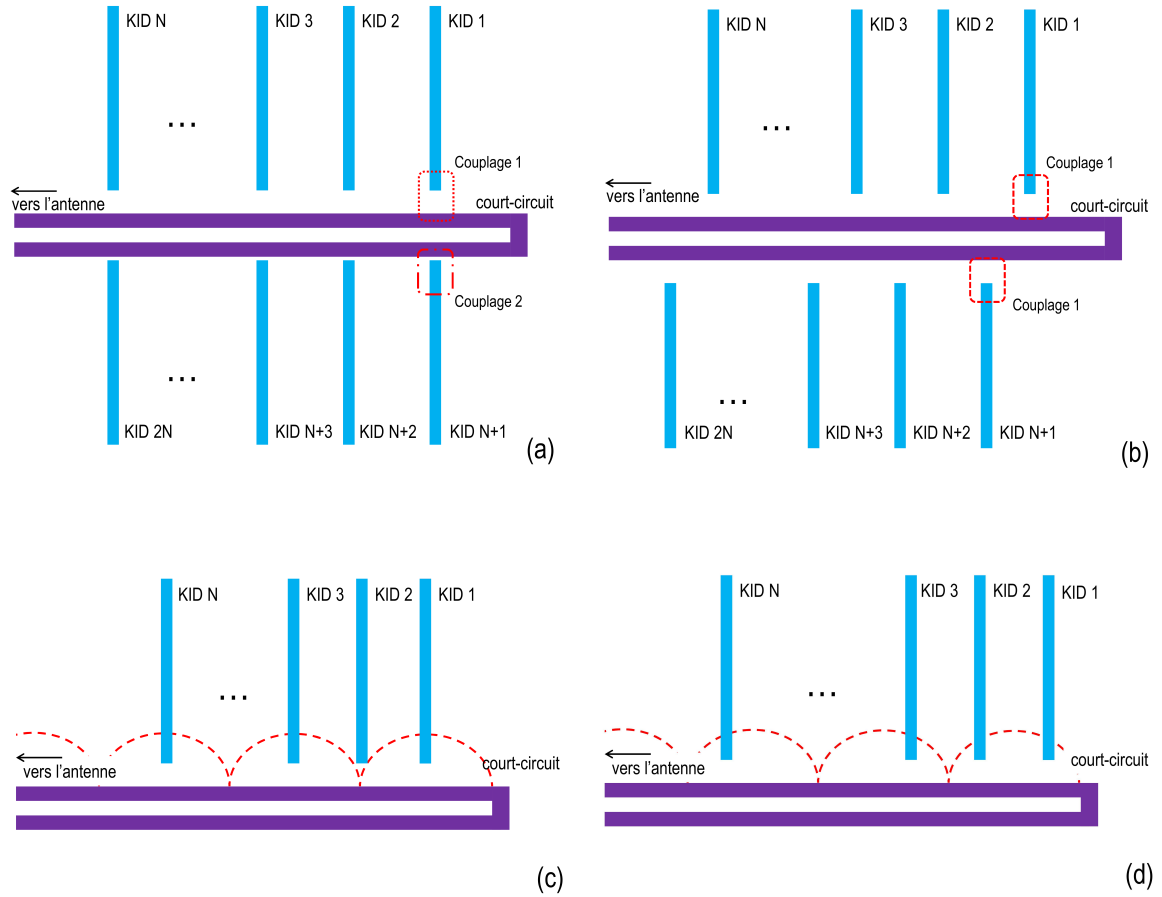 KID N
KID 3
KID 2
KID 1
...
Couplage 1
vers l'antenne
court-circuit
Couplage 2
...
KID 2N
KID N+3
KID N+2
KID N+1
(a)
KID N
KID 3
KID 2
KID 1
...
Couplage 1
vers l'antenne
court-circuit
Couplage 1
...
KID 2N
KID N+3
KID N+2
KID N+1
(b)
KID N
KID 3
KID 2
KID 1
...
vers l'antenne
court-circuit
(c)
KID N
KID 3
KID 2
KID 1
...
vers l'antenne
court-circuit
(d)